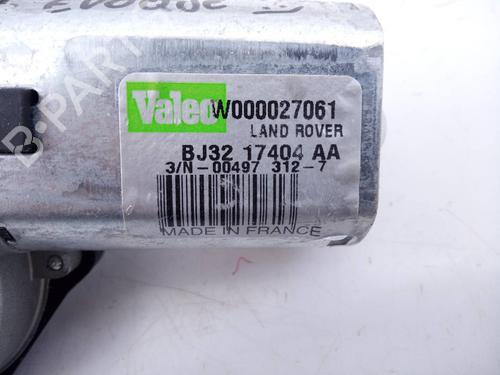 Valeo W000027061
LAND ROVER
BJ32 17404 AA
3/N-00497 312-7
MADE IN FRANCE